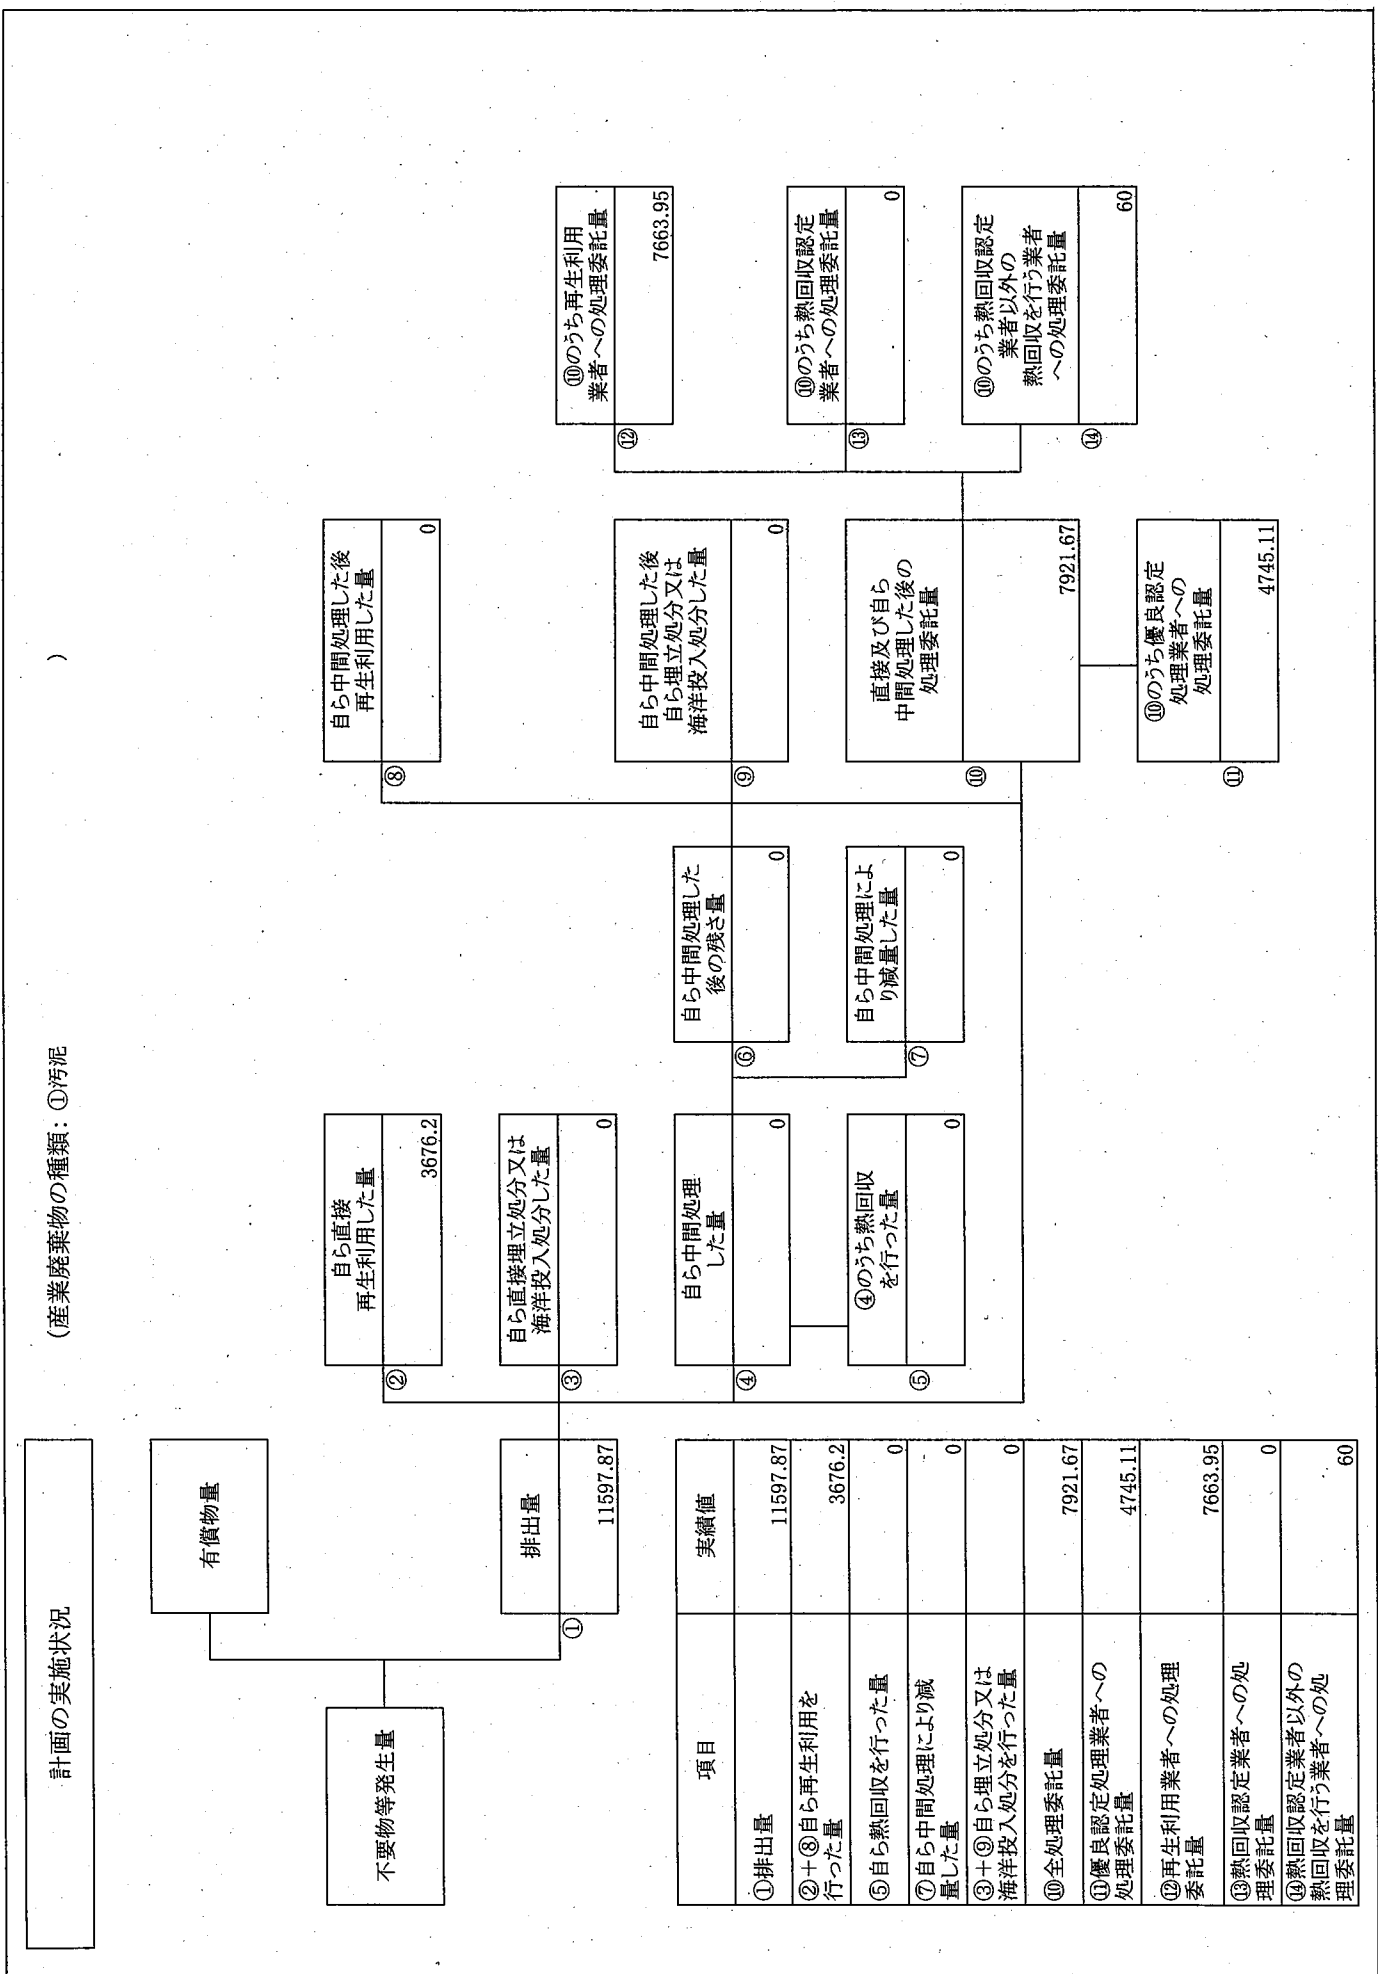 計画の実施状況
(産業廃棄物の種類：①汚泥
)
不要物等発生量
有償物量
排出量
①
11597.87
自ら直接
再生利用した量
②
3676.2
自ら直接埋立処分又は
海洋投入処分した量
③
0
自ら中間処理
した量
④
0
④のうち熱回収
を行った量
⑤
0
自ら中間処理した
後の残さ量
⑥
0
自ら中間処理によ
り減量した量
⑦
0
自ら中間処理した後
再生利用した量
⑧
0
自ら中間処理した後
自ら埋立処分又は
海洋投入処分した量
⑨
0
直接及び自ら
中間処理した後の
処理委託量
⑩
7921.67
⑩のうち優良認定
処理業者への
処理委託量
⑪
4745.11
⑩のうち再生利用
業者への処理委託量
⑫
7663.95
⑩のうち熱回収認定
業者への処理委託量
⑬
0
⑩のうち熱回収認定
業者以外の
熱回収を行う業者
への処理委託量
⑭
60
項目 実績値
①排出量 11597.87
②+⑧自ら再生利用を
行った量 3676.2
⑤自ら熱回収を行った量 0
⑦自ら中間処理により減
量した量 0
③+⑨自ら埋立処分又は
海洋投入処分を行った量 0
⑩全処理委託量 7921.67
⑪優良認定処理業者への
処理委託量 4745.11
⑫再生利用業者への処理
委託量 7663.95
⑬熱回収認定業者への処
理委託量 0
⑭熱回収認定業者以外の
熱回収を行う業者への処
理委託量 60